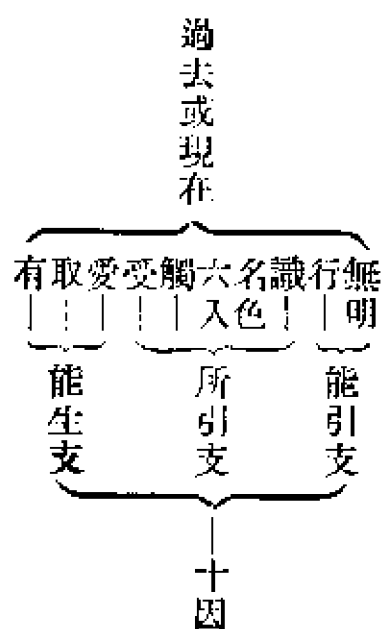 過去或現在
無明
行
識
名色
六入
觸
受
愛
取
有
能引支
所引支
能生支
十因